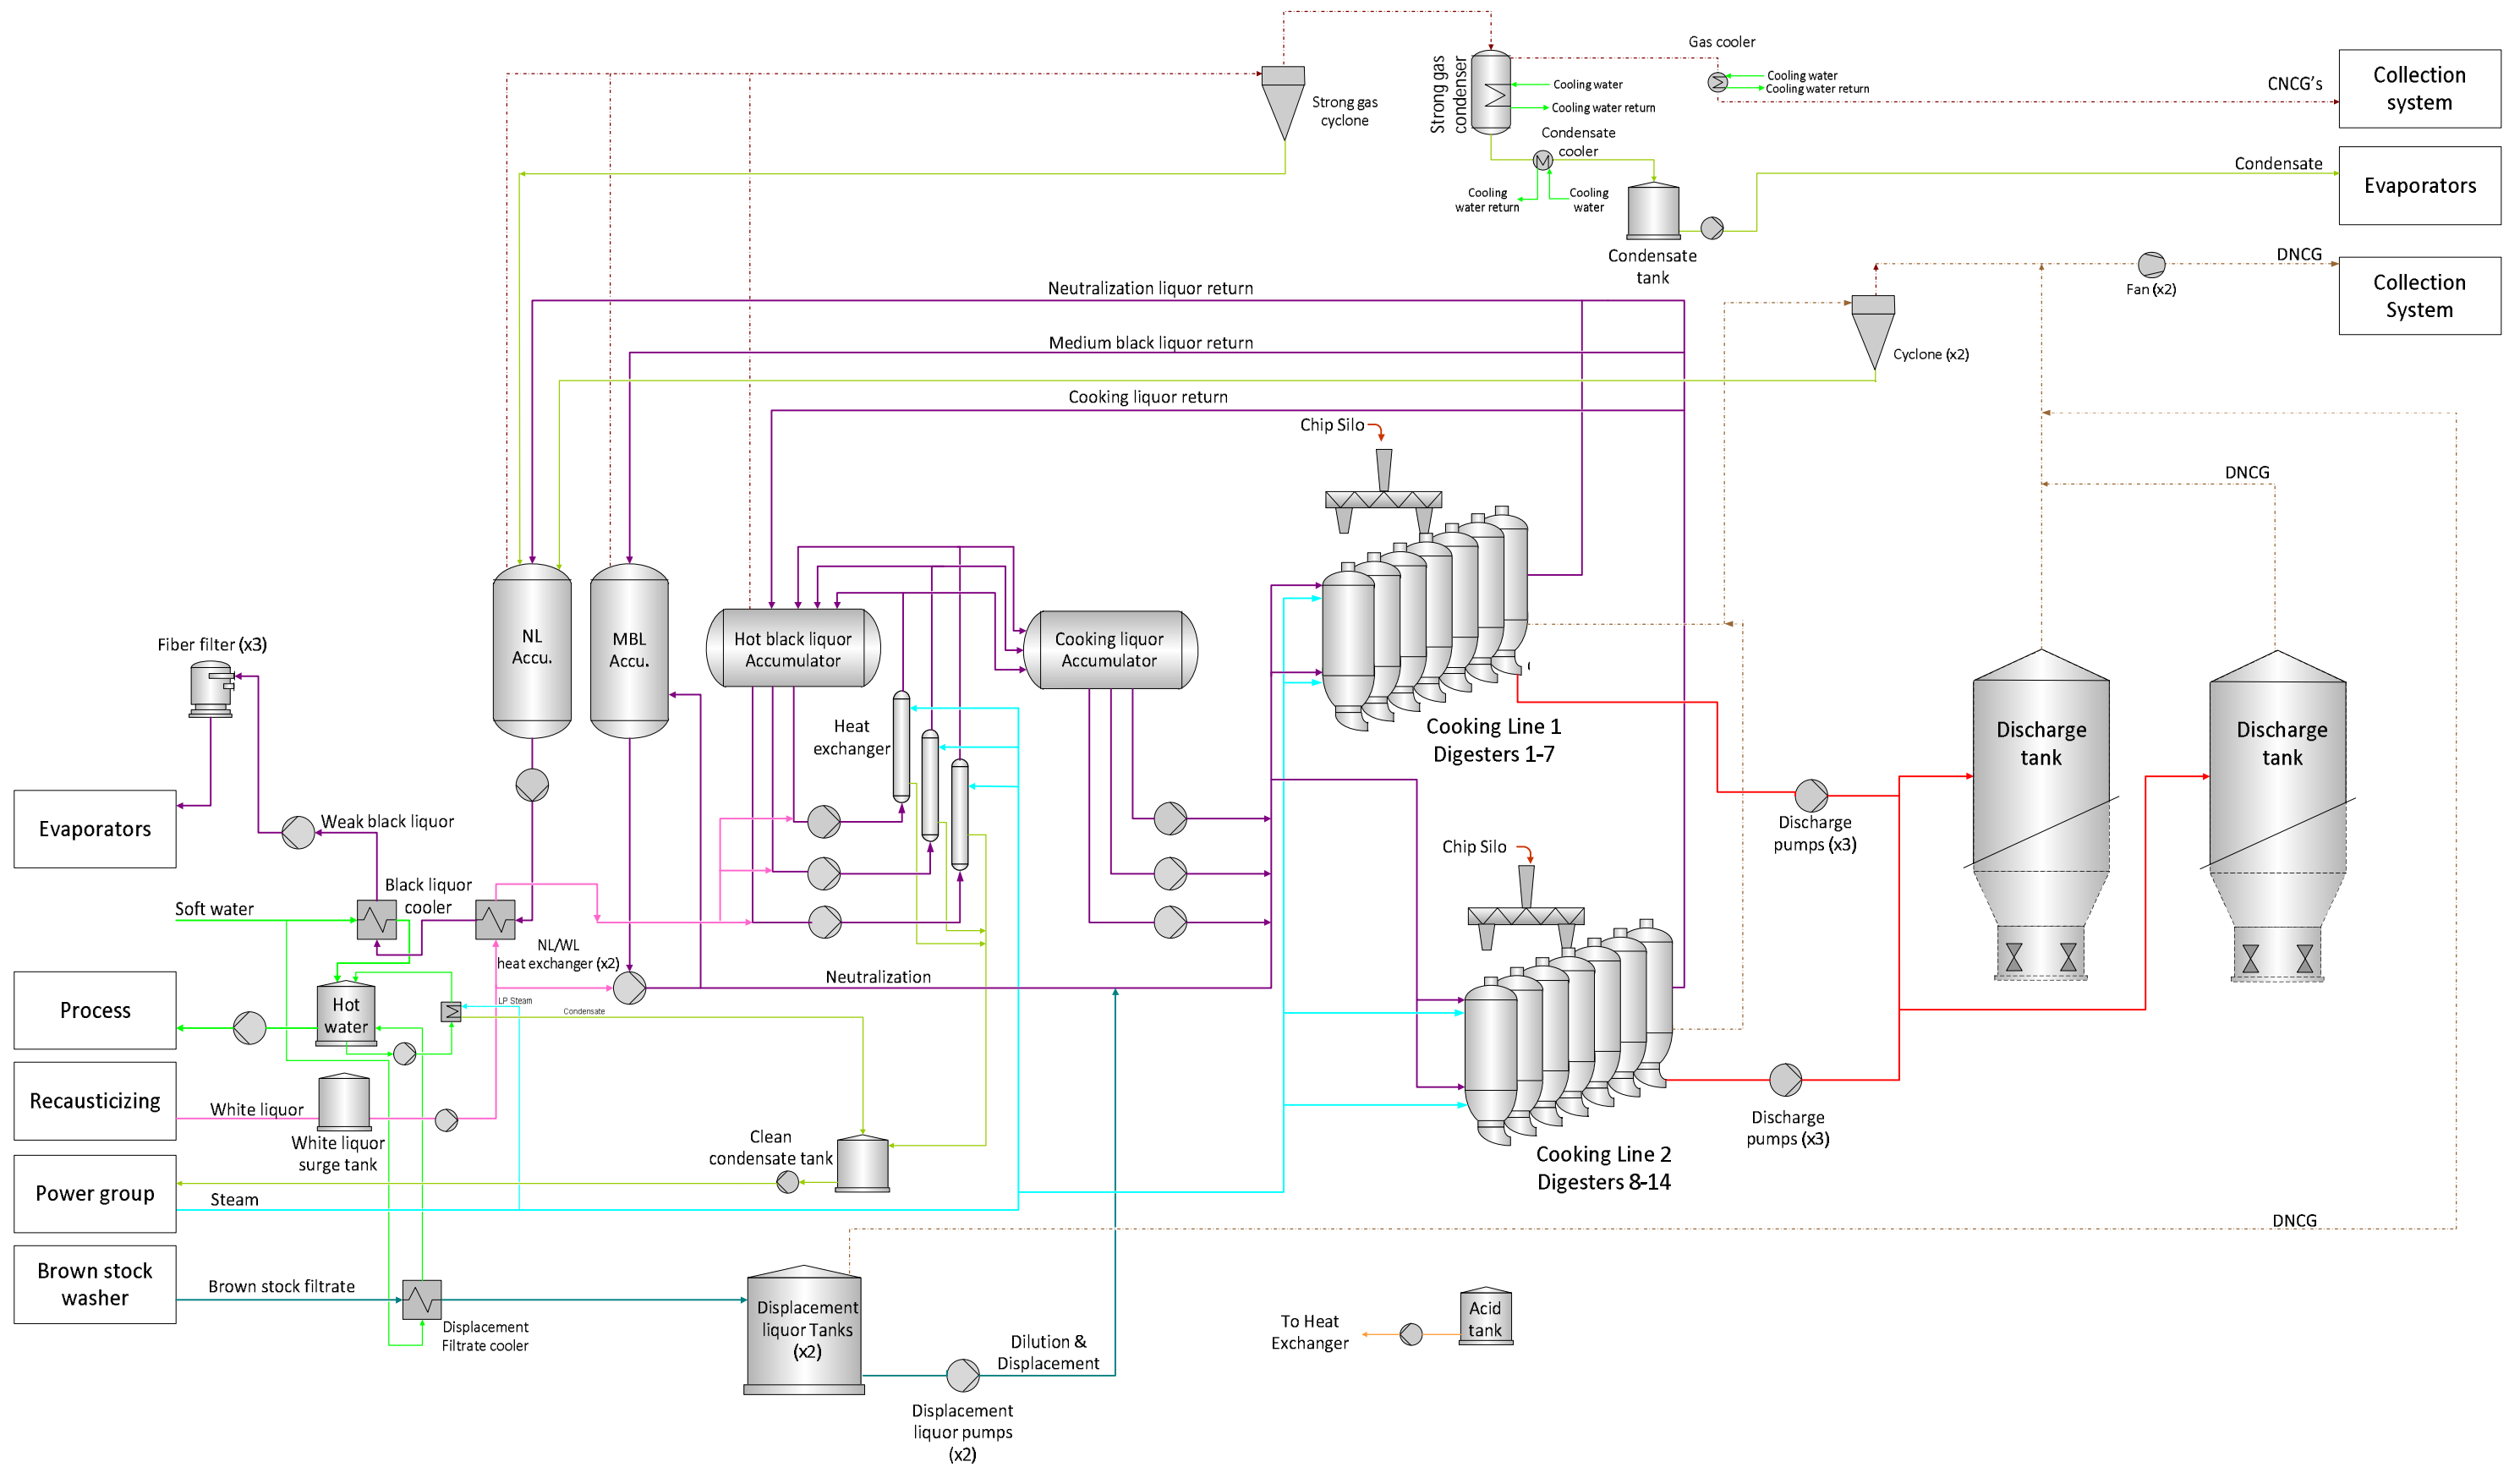 Gas cooler
Strong gas
condenser
Cooling water
Cooling water return
Cooling water
Cooling water return
CNCG's
Collection
system
Strong gas
cyclone
Condensate
cooler
Cooling
water return
Cooling
water
Condensate
tank
Condensate
Evaporators
DNCG
Collection
System
Fan (x2)
Cyclone (x2)
Neutralization liquor return
Medium black liquor return
Cooking liquor return
Chip Silo
DNCG
NL
Accu.
MBL
Accu.
Hot black liquor
Accumulator
Cooking liquor
Accumulator
Fiber filter (x3)
Heat
exchanger
Cooking Line 1
Digesters 1-7
Discharge
tank
Discharge
tank
Evaporators
Weak black liquor
Discharge
pumps (x3)
Chip Silo
Black liquor
cooler
Soft water
NL/WL
heat exchanger (x2)
Neutralization
Process
Hot
water
LP Steam
Condensate
Recausticizing
White liquor
White liquor
surge tank
Clean
condensate tank
Discharge
pumps (x3)
Cooking Line 2
Digesters 8-14
Power group
Steam
DNCG
Brown stock
washer
Brown stock filtrate
Displacement
Filtrate cooler
Displacement
liquor Tanks
(x2)
Dilution &
Displacement
To Heat
Exchanger
Acid
tank
Displacement
liquor pumps
(x2)